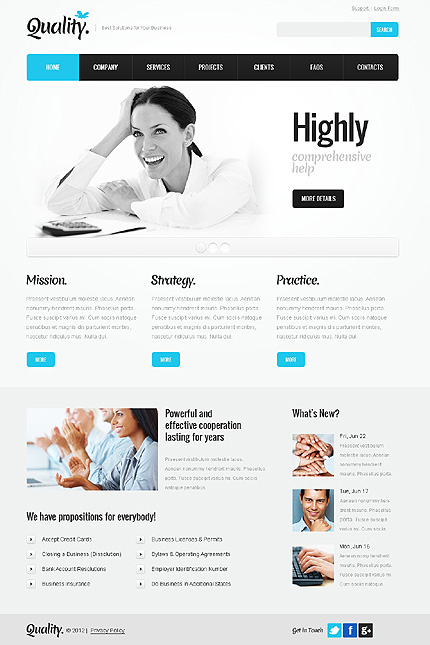 Support | Login Form
Quality.
Best Solutions for Your Business
SEARCH
HOME
COMPANY
SERVICES
PROJECTS
CLIENTS
FAQS
CONTACTS
Highly
comprehensive
help
MORE DETAILS
Mission.
Praesent vestibulum molestie lacus. Aenean
nonummy hendrerit mauris. Phasellus porta.
Fusce suscipit varius mi. Cum sociis natoque
penatibus et magnis dis parturient montes,
nascetur ridiculus mus. Nulla dui.
MORE
Strategy.
Praesent vestibulum molestie lacus. Aenean
nonummy hendrerit mauris. Phasellus porta.
Fusce suscipit varius mi. Cum sociis natoque
penatibus et magnis dis parturient montes,
nascetur ridiculus mus. Nulla dui.
MORE
Practice.
Praesent vestibulum molestie lacus. Aenean
nonummy hendrerit mauris. Phasellus porta.
Fusce suscipit varius mi. Cum sociis natoque
penatibus et magnis dis parturient montes,
nascetur ridiculus mus. Nulla dui.
MORE
Powerful and
effective cooperation
lasting for years
Praesent vestibulum molestie lacus.
Aenean nonummy hendrerit mauris. Phasellus
porta. Fusce suscipit varius mi. Cum sociis
natoque penatibus.
We have propositions for everybody!
Accept Credit Cards
Closing a Business (Dissolution)
Bank Account Resolutions
Business Insurance
Business Licenses & Permits
Bylaws & Operating Agreements
Employer Identification Number
Do Business in Additional States
What's New?
Fri, Jun 22
Praesent vestibulum
molestie lacus. Aenean
nonummy hendrerit
mauris. Phasellus porta.
Tue, Jun 17
Aenean nonummy
hendrerit mauris.
Phasellus porta. Fusce
suscipit varius mi.
Mon, Jun 16
Aenean nonummy
hendrerit mauris.
Phasellus porta.
Quality. © 2012 | Privacy Policy
Get in Touch